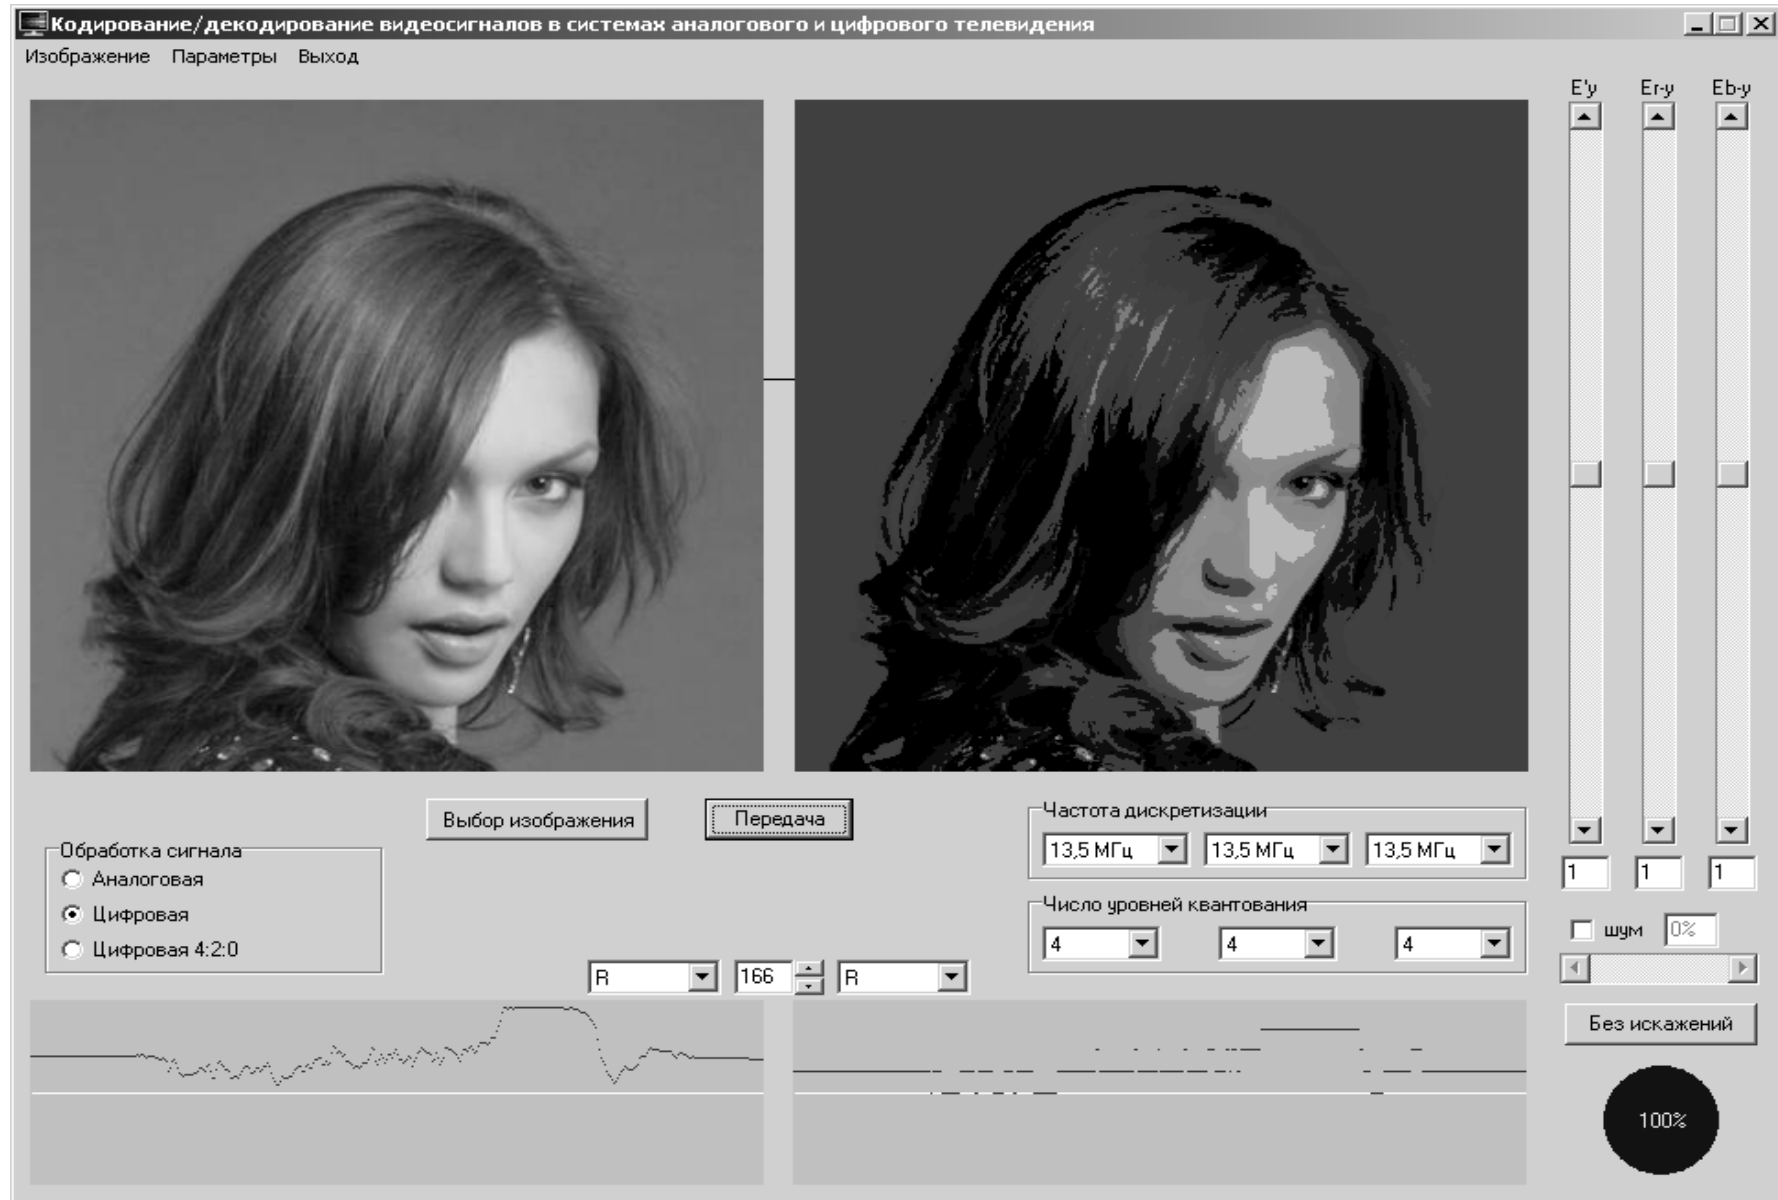 Кодирование/декодирование видеосигналов в системах аналогового и цифрового телевидения
Изображение Параметры Выход
E'y Er-y Eb-y
Выбор изображения
Передача
Частота дискретизации
13,5 МГц 13,5 МГц 13,5 МГц
Обработка сигнала
Аналоговая
Цифровая
Цифровая 4:2:0
1 1 1
Число уровней квантования
4 4 4
шум 0%
R 166 R
Без искажений
100%